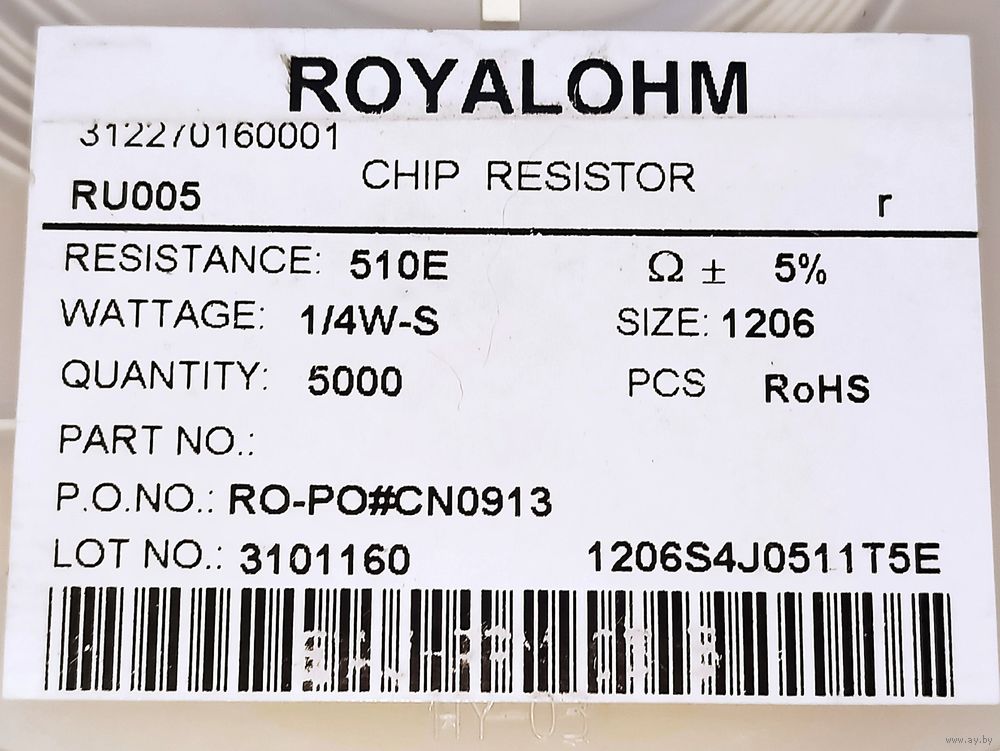 ROYALOHM
312270160001
CHIP RESISTOR
RU005 r
RESISTANCE: 510E Ω ± 5%
WATTAGE: 1/4W-S SIZE: 1206
QUANTITY: 5000 PCS RoHS
PART NO.:
P.O.NO.: RO-PO#CN0913
LOT NO.: 3101160 1206S4J0511T5E
www.ay.by